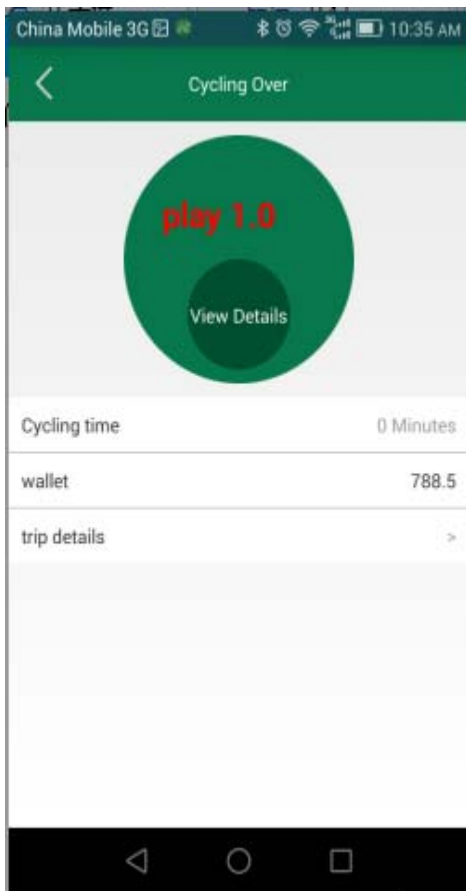 China Mobile 3G 10:35 AM
Cycling Over
play 1.0
View Details
Cycling time 0 Minutes
wallet 788.5
trip details >